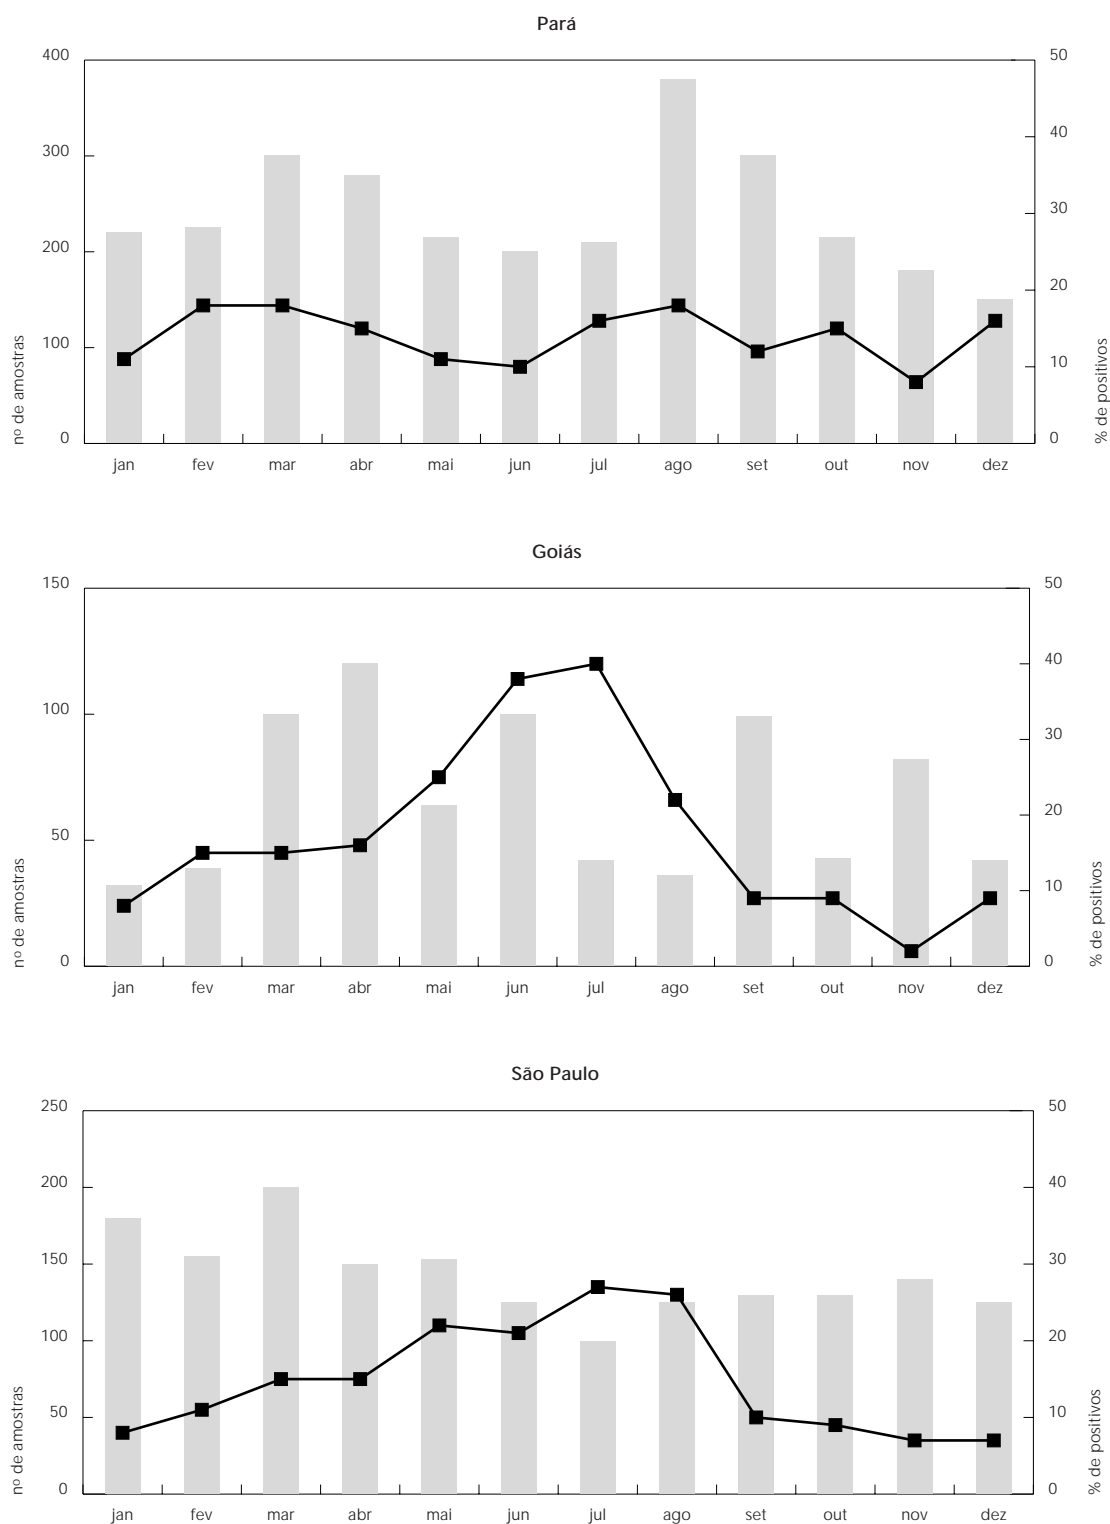 Pará
400
300
200
100
0
nº de amostras
50
40
30
20
10
0
% de positivos
jan fev mar abr mai jun jul ago set out nov dez
Goiás
150
100
50
0
nº de amostras
50
40
30
20
10
0
% de positivos
jan fev mar abr mai jun jul ago set out nov dez
São Paulo
250
200
150
100
50
0
nº de amostras
50
40
30
20
10
0
% de positivos
jan fev mar abr mai jun jul ago set out nov dez